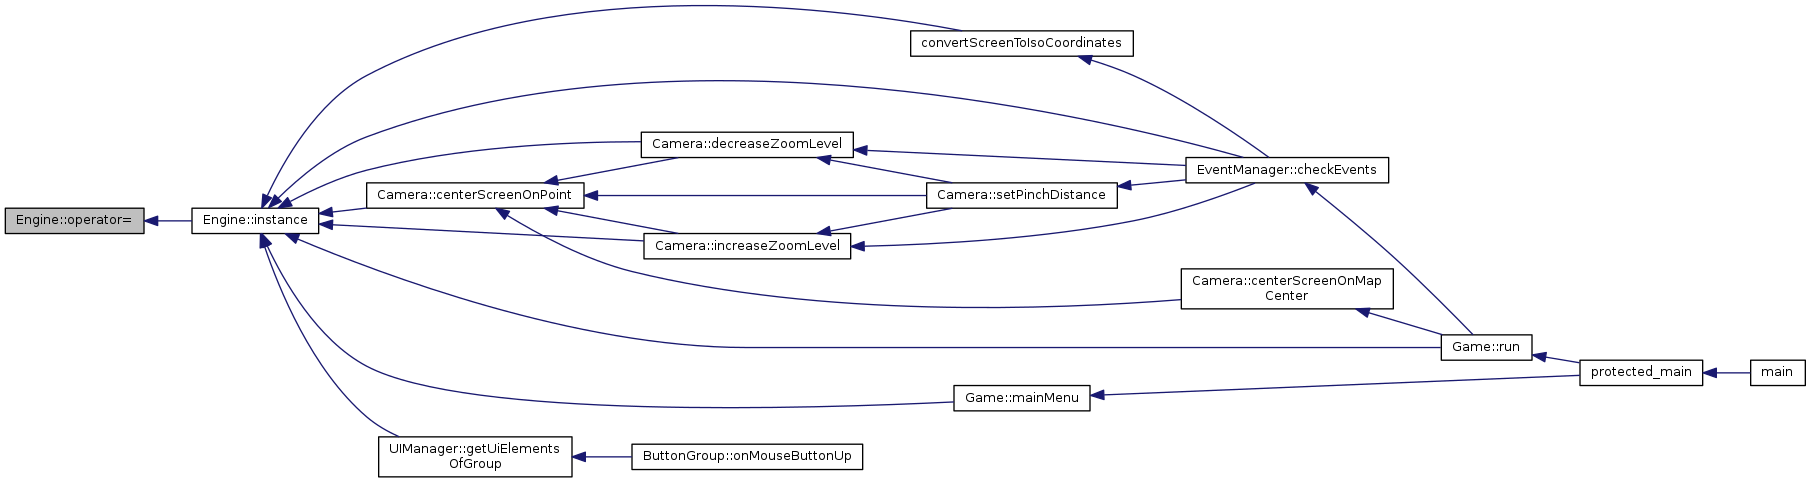 Engine::operator=
Engine::instance
convertScreenToIsoCoordinates
Camera::decreaseZoomLevel
Camera::centerScreenOnPoint
Camera::setPinchDistance
EventManager::checkEvents
Camera::increaseZoomLevel
Camera::centerScreenOnMap
Center
Game::run
protected_main
main
Game::mainMenu
UIManager::getUiElements
OfGroup
ButtonGroup::onMouseButtonUp